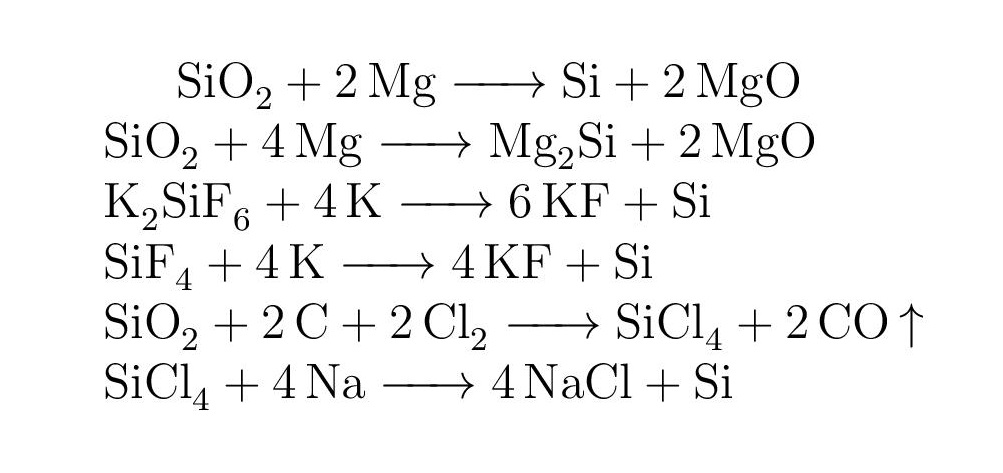 SiO₂ + 2 Mg ⟶ Si + 2 MgO
SiO₂ + 4 Mg ⟶ Mg₂Si + 2 MgO
K₂SiF₆ + 4 K ⟶ 6 KF + Si
SiF₄ + 4 K ⟶ 4 KF + Si
SiO₂ + 2 C + 2 Cl₂ ⟶ SiCl₄ + 2 CO ↑
SiCl₄ + 4 Na ⟶ 4 NaCl + Si